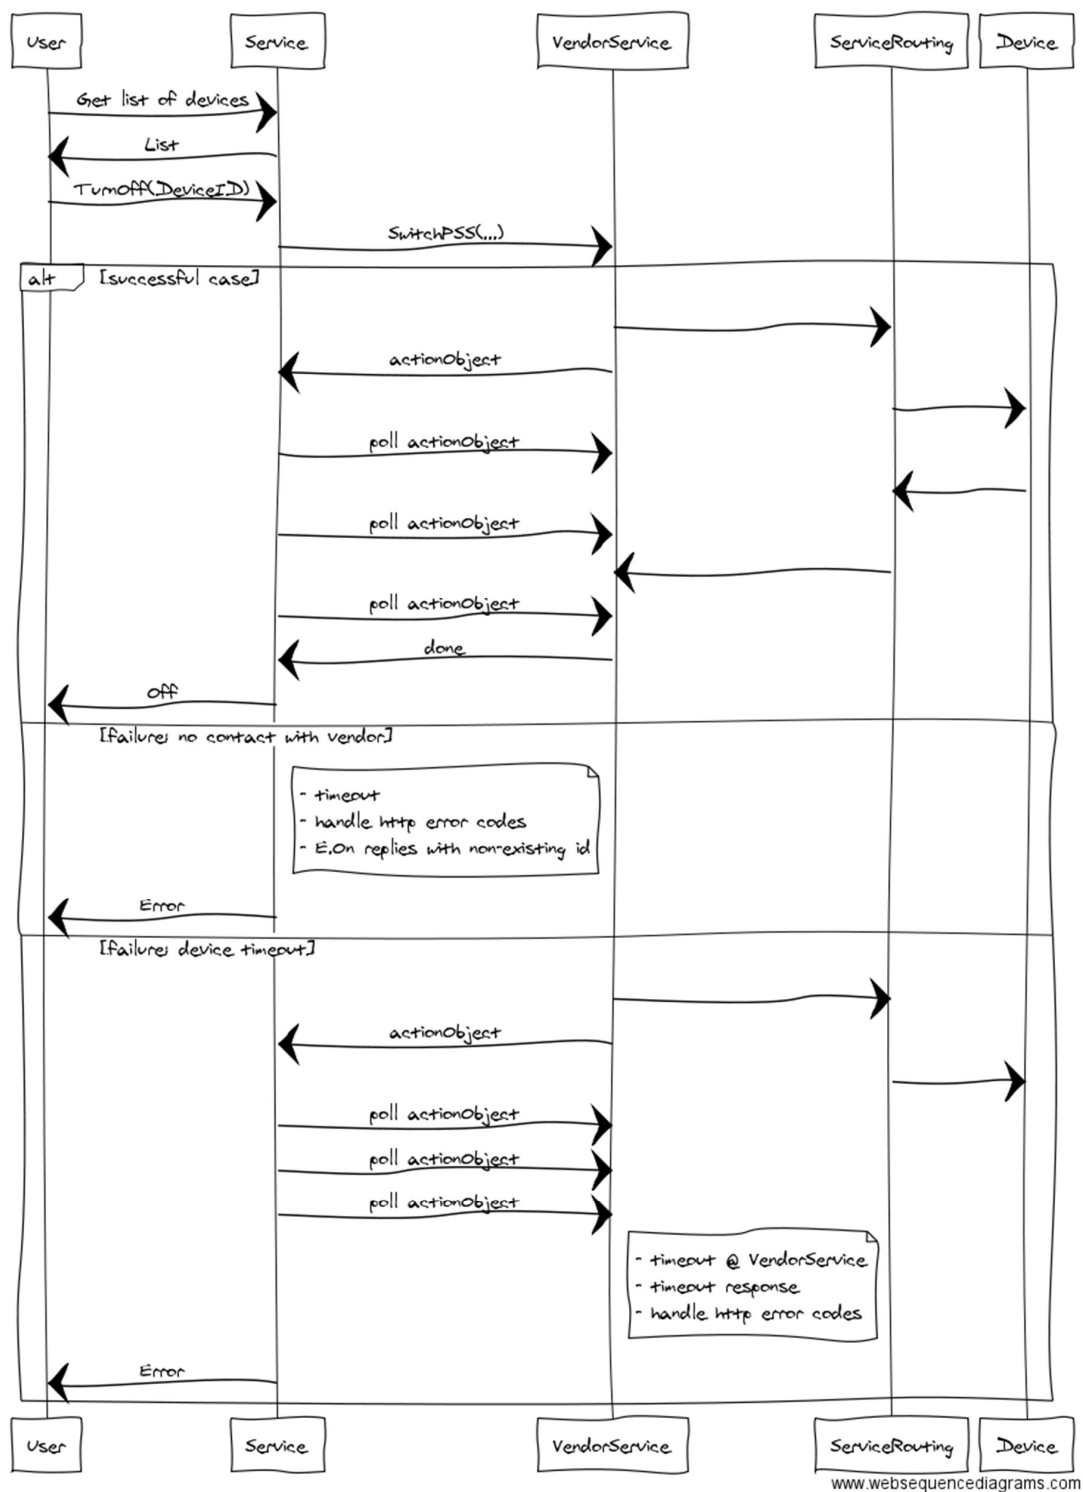 User
Service
VendorService
ServiceRouting
Device
Get list of devices
List
TurnOff(DeviceID)
SwitchPSS(...)
alt
[successful case]
actionObject
poll actionObject
poll actionObject
poll actionObject
done
Off
[failure: no contact with vendor]
- timeout
- handle http error codes
- E.On replies with non-existing id
Error
[failure: device timeout]
actionObject
poll actionObject
poll actionObject
poll actionObject
- timeout @ VendorService
- timeout response
- handle http error codes
Error
User
Service
VendorService
ServiceRouting
Device
www.websequencediagrams.com